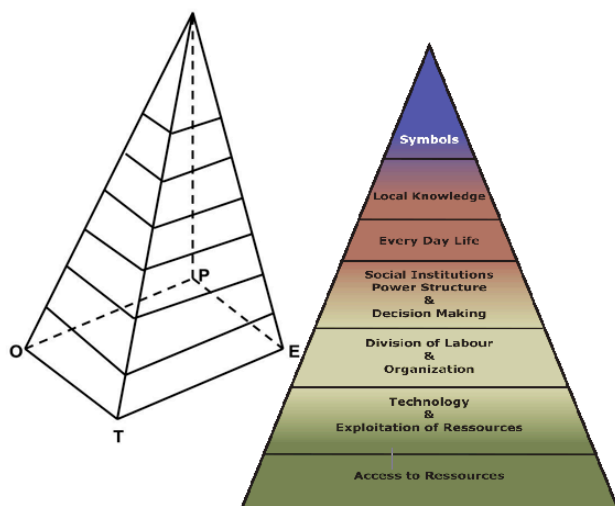 P
O
E
T
Symbols
Local Knowledge
Every Day Life
Social Institutions
Power Structure
&
Decision Making
Division of Labour
&
Organization
Technology
&
Exploitation of Ressources
Access to Ressources